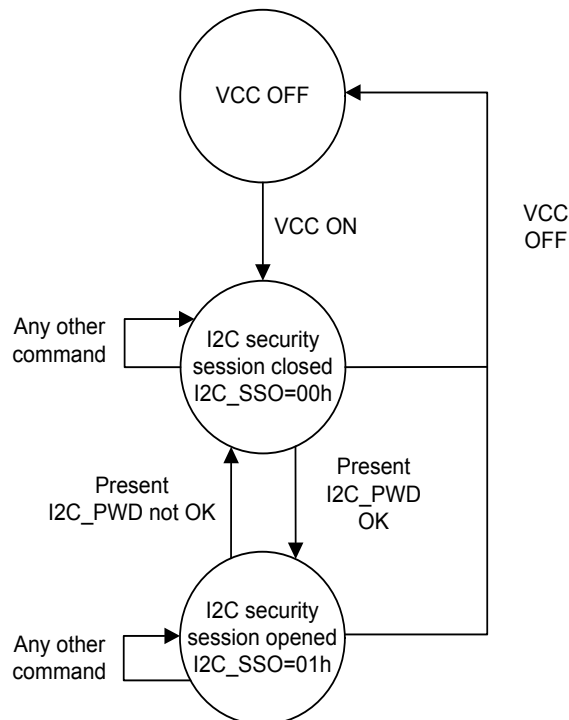 VCC OFF
VCC ON
VCC
OFF
Any other
command
I2C security
session closed
I2C_SSO=00h
Present
I2C_PWD not OK
Present
I2C_PWD
OK
Any other
command
I2C security
session opened
I2C_SSO=01h